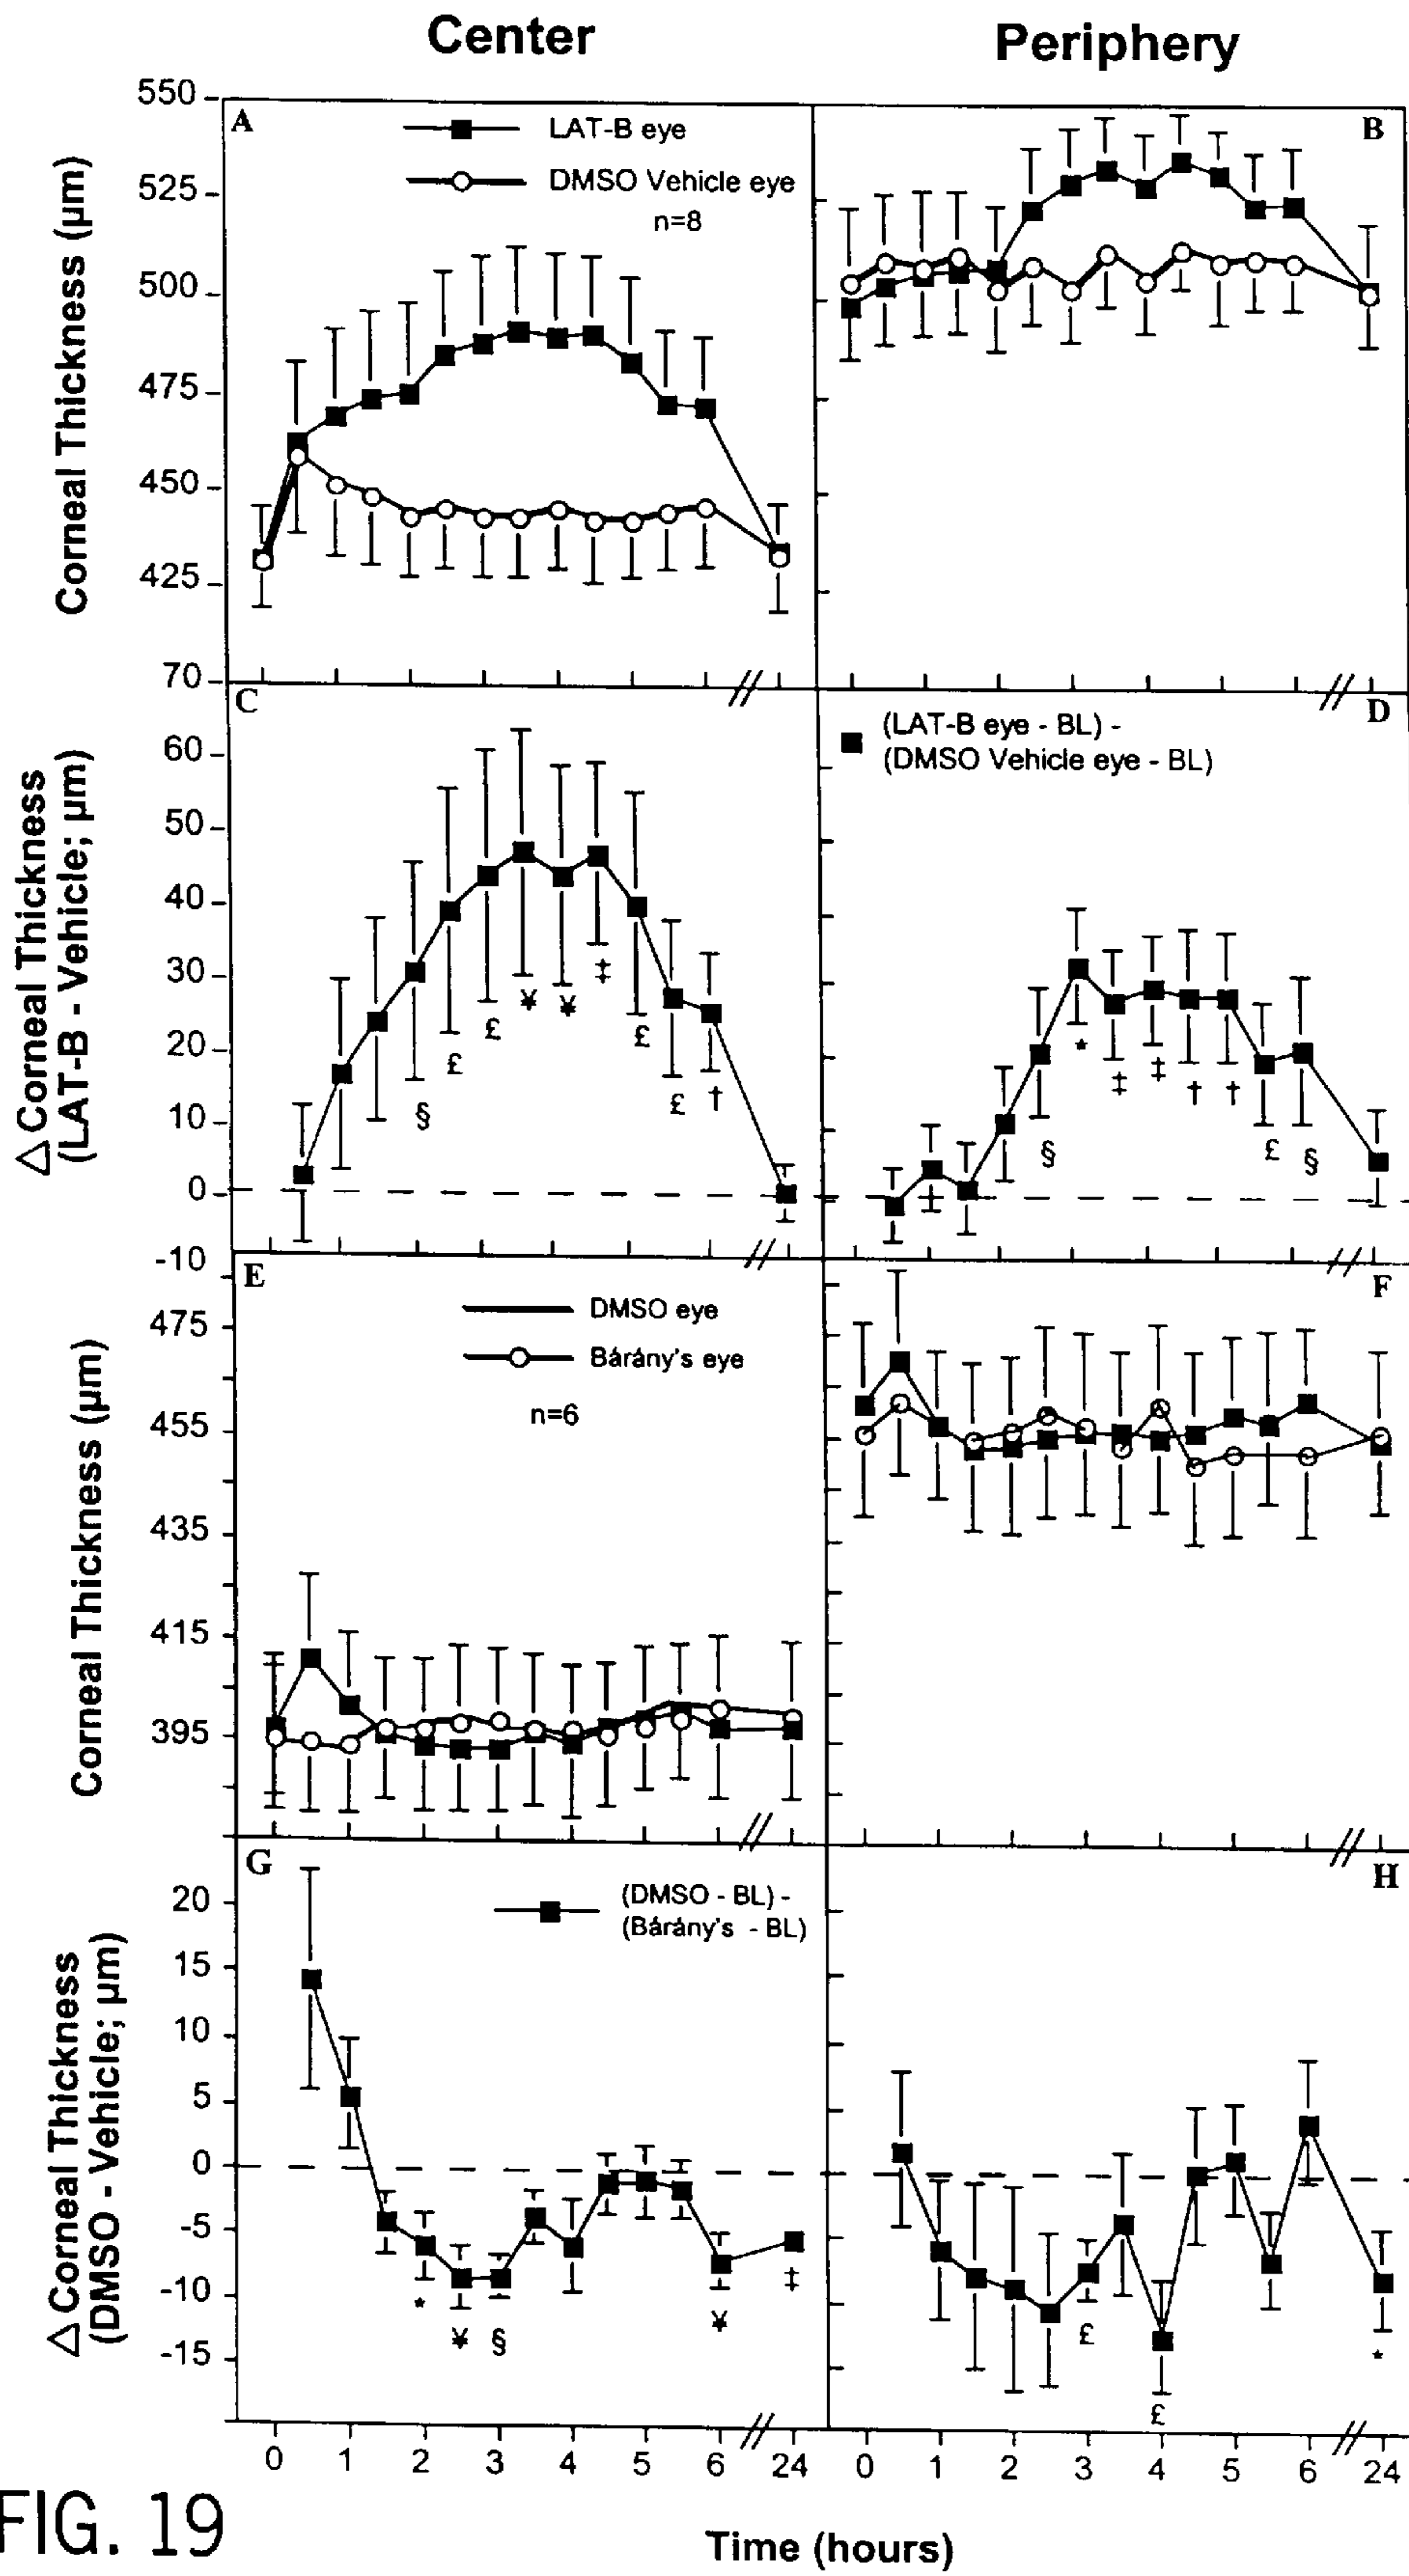 Center
Periphery
Corneal Thickness (µm)
550
525
500
475
450
425
A
LAT-B eye
DMSO Vehicle eye
n=8
B
△Corneal Thickness
(LAT-B - Vehicle; µm)
70
60
50
40
30
20
10
0
-10
C
§
£
£
¥
¥
‡
£
£
†
D
(LAT-B eye - BL) -
(DMSO Vehicle eye - BL)
§
*
‡
‡
†
†
£
§
Corneal Thickness (µm)
475
455
435
415
395
E
DMSO eye
Bárány's eye
n=6
F
△Corneal Thickness
(DMSO - Vehicle; µm)
20
15
10
5
0
-5
-10
-15
G
(DMSO - BL) -
(Bárány's - BL)
*
¥
§
¥
‡
H
£
£
*
0 1 2 3 4 5 6 24
0 1 2 3 4 5 6 24
Time (hours)
FIG. 19